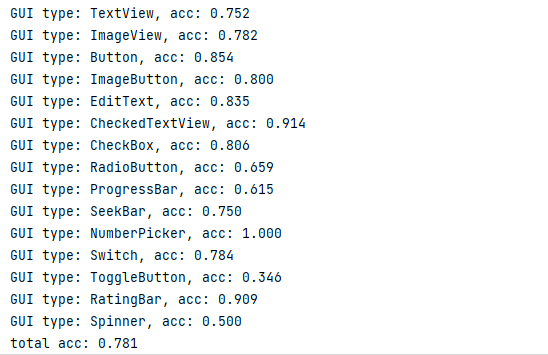 GUI type: TextView, acc: 0.752
GUI type: ImageView, acc: 0.782
GUI type: Button, acc: 0.854
GUI type: ImageButton, acc: 0.800
GUI type: EditText, acc: 0.835
GUI type: CheckedTextView, acc: 0.914
GUI type: CheckBox, acc: 0.806
GUI type: RadioButton, acc: 0.659
GUI type: ProgressBar, acc: 0.615
GUI type: SeekBar, acc: 0.750
GUI type: NumberPicker, acc: 1.000
GUI type: Switch, acc: 0.784
GUI type: ToggleButton, acc: 0.346
GUI type: RatingBar, acc: 0.909
GUI type: Spinner, acc: 0.500
total acc: 0.781